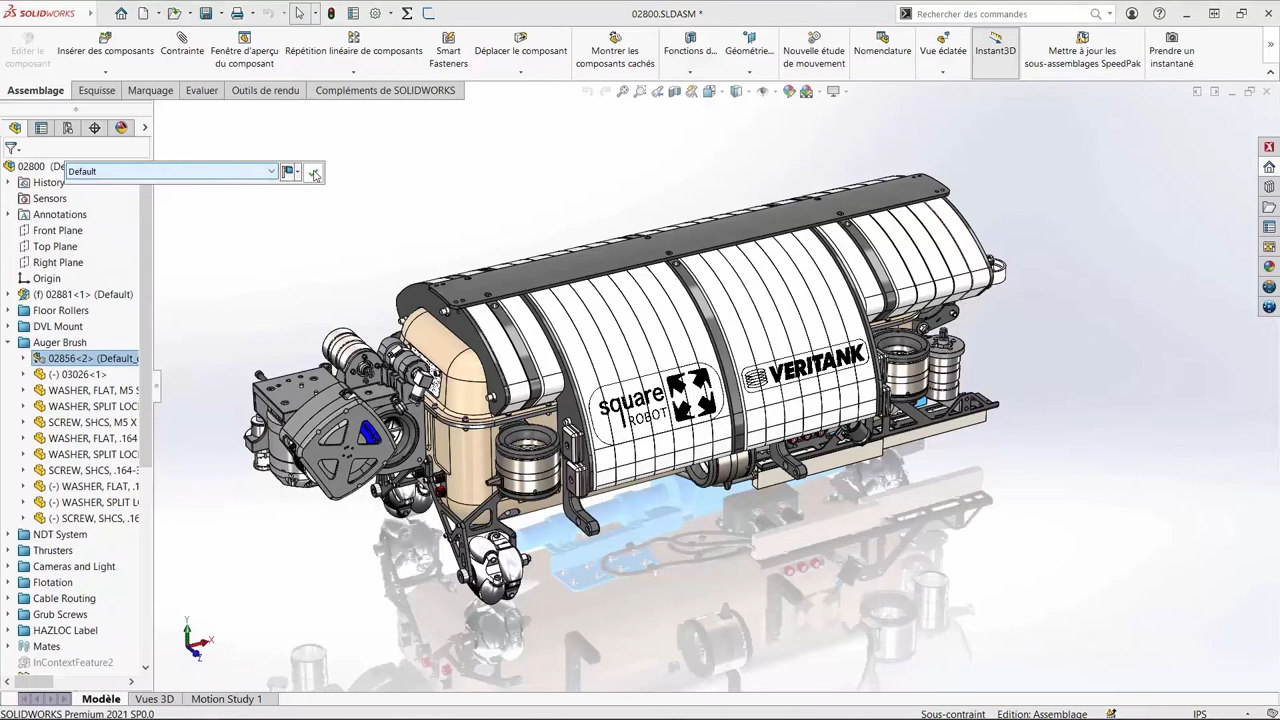 SOLIDWORKS
02800.SLDASM *
Rechercher des commandes
Editer le composant
Insérer des composants
Contrainte
Fenêtre d'aperçu du composant
Répétition linéaire de composants
Smart Fasteners
Déplacer le composant
Montrer les composants cachés
Fonctions d...
Géométrie...
Nouvelle étude de mouvement
Nomenclature
Vue éclatée
Instant3D
Mettre à jour les sous-assemblages SpeedPak
Prendre un instantané
Assemblage
Esquisse
Marquage
Evaluer
Outils de rendu
Compléments de SOLIDWORKS
02800 (De
Default
History
Sensors
Annotations
Front Plane
Top Plane
Right Plane
Origin
(f) 02881<1> (Default)
Floor Rollers
DVL Mount
Auger Brush
02856<2> (Default_c
(-) 03026<1>
WASHER, FLAT, M5 S
WASHER, SPLIT LOC
SCREW, SHCS, M5 X
WASHER, FLAT, .164
WASHER, SPLIT LOC
SCREW, SHCS, .164-3
(-) WASHER, FLAT, .1
(-) WASHER, SPLIT L
(-) SCREW, SHCS, .16
NDT System
Thrusters
Cameras and Light
Flotation
Cable Routing
Grub Screws
HAZLOC Label
Mates
InContextFeature2
square
ROBOT
VERITANK
Y
X
Z
Modèle
Vues 3D
Motion Study 1
SOLIDWORKS Premium 2021 SP0.0
Sous-contraint
Edition: Assemblage
IPS